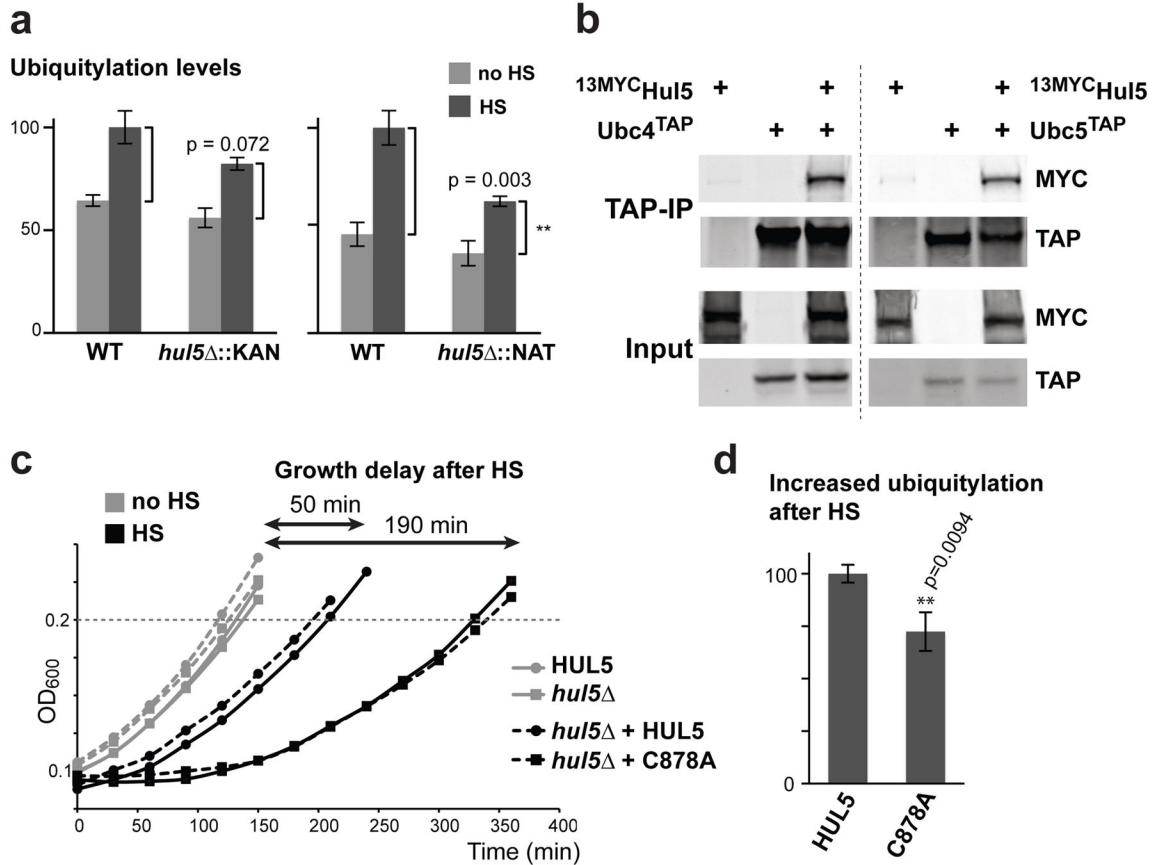 a
Ubiquitylation levels
no HS
HS
100
50
0
p = 0.072
p = 0.003
**
WT
hul5Δ::KAN
WT
hul5Δ::NAT
b
13MYCHul5 + + + + 13MYCHul5
Ubc4TAP + + + + Ubc5TAP
TAP-IP
MYC
TAP
Input
MYC
TAP
c
Growth delay after HS
no HS
HS
50 min
190 min
OD600
0.2
0.1
0 50 100 150 200 250 300 350 400
Time (min)
HUL5
hul5Δ
hul5Δ + HUL5
hul5Δ + C878A
d
Increased ubiquitylation
after HS
100
0
** p=0.0094
HUL5
C878A